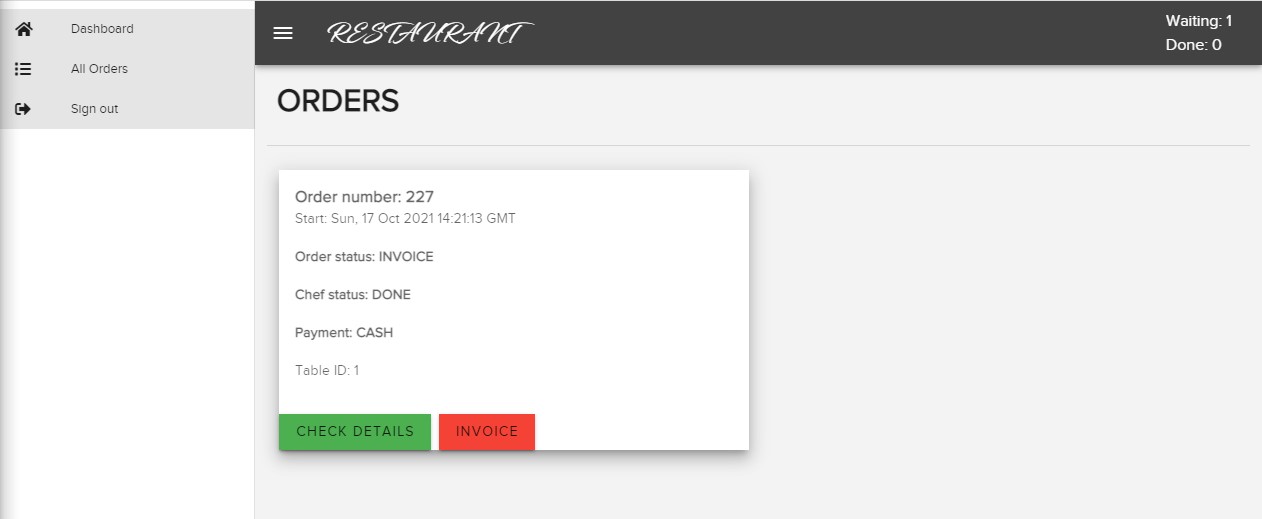 Dashboard
All Orders
Sign out
RESTAURANT
Waiting: 1
Done: 0
ORDERS
Order number: 227
Start: Sun, 17 Oct 2021 14:21:13 GMT
Order status: INVOICE
Chef status: DONE
Payment: CASH
Table ID: 1
CHECK DETAILS
INVOICE